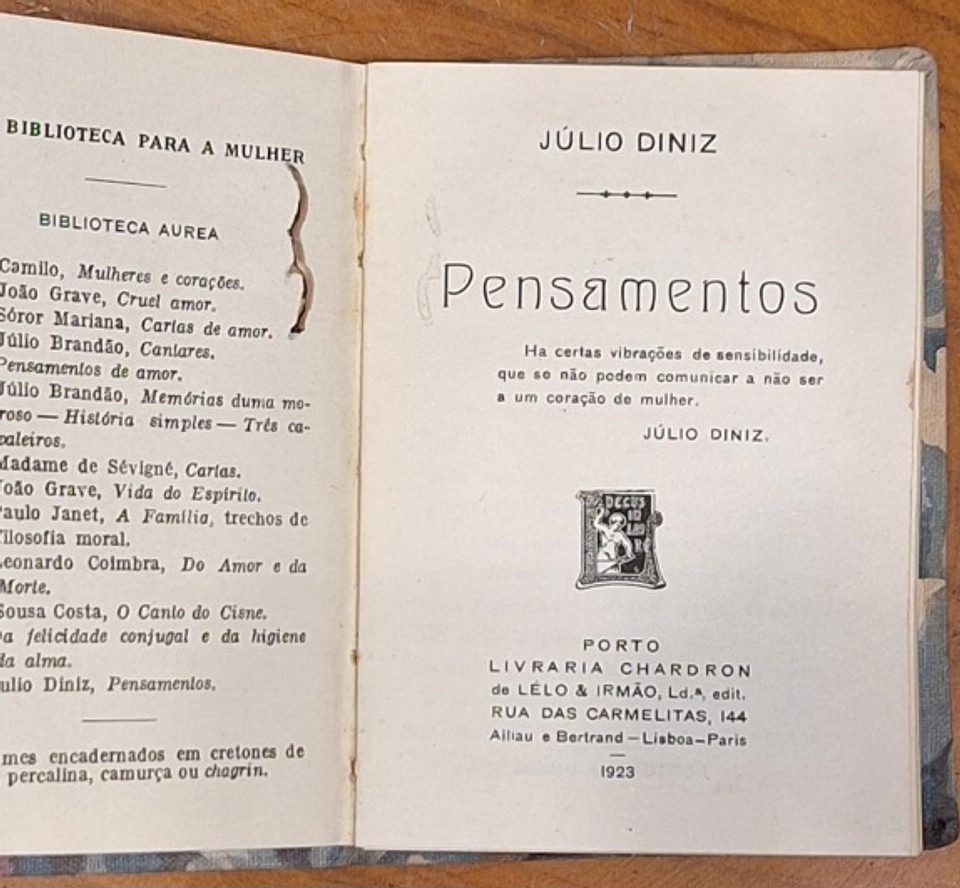 BIBLIOTECA PARA A MULHER
BIBLIOTECA AUREA
Camilo, Mulheres e corações.
João Grave, Cruel amor.
Sóror Mariana, Cartas de amor.
Júlio Brandão, Cantares.
Pensamentos de amor.
Júlio Brandão, Memórias duma mo-
roso — História simples — Três ca-
valeiros.
Madame de Sévigné, Cartas.
João Grave, Vida do Espírito.
Paulo Janet, A Família, trechos de
filosofia moral.
Leonardo Coimbra, Do Amor e da
Morte.
Sousa Costa, O Canto do Cisne.
Da felicidade conjugal e da higiene
da alma.
Julio Diniz, Pensamentos.
mes encadernados em cretones de
percalina, camurça ou chagrin.
JÚLIO DINIZ
Pensamentos
Ha certas vibrações de sensibilidade,
que se não podem comunicar a não ser
a um coração de mulher.
JÚLIO DINIZ.
DECUS
PORTO
LIVRARIA CHARDRON
de LÉLO & IRMÃO, Ld.ª, edit.
RUA DAS CARMELITAS, 144
Aillau e Bertrand — Lisboa — Paris
1923